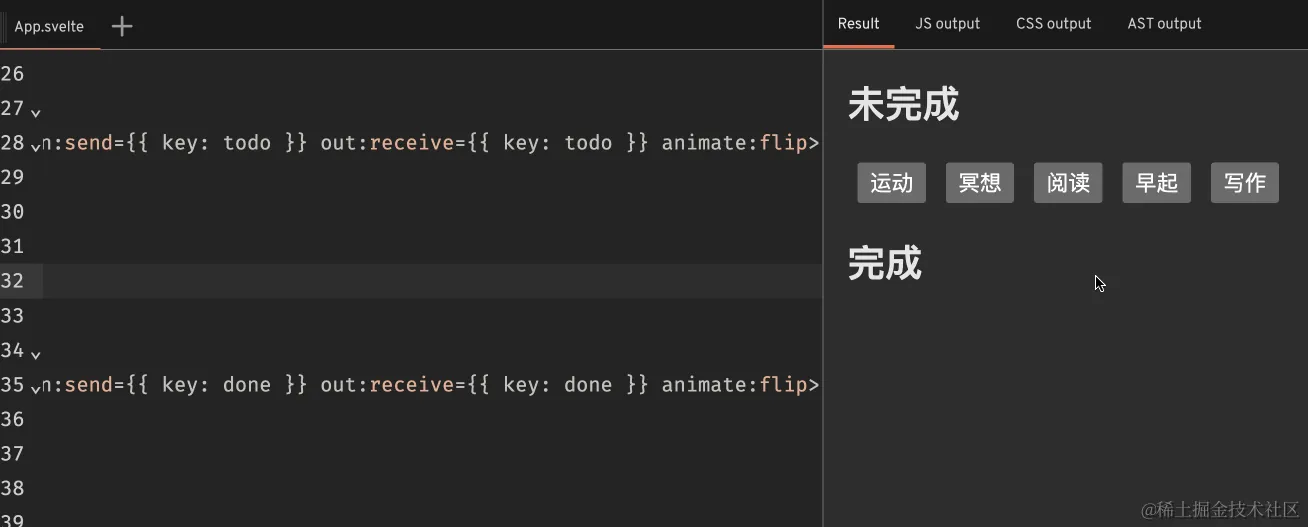 App.svelte
26
27
28 n:send={{ key: todo }} out:receive={{ key: todo }} animate:flip>
29
30
31
32
33
34
35 n:send={{ key: done }} out:receive={{ key: done }} animate:flip>
36
37
38
39
Result JS output CSS output AST output
未完成
运动 冥想 阅读 早起 写作
完成
@稀土掘金技术社区